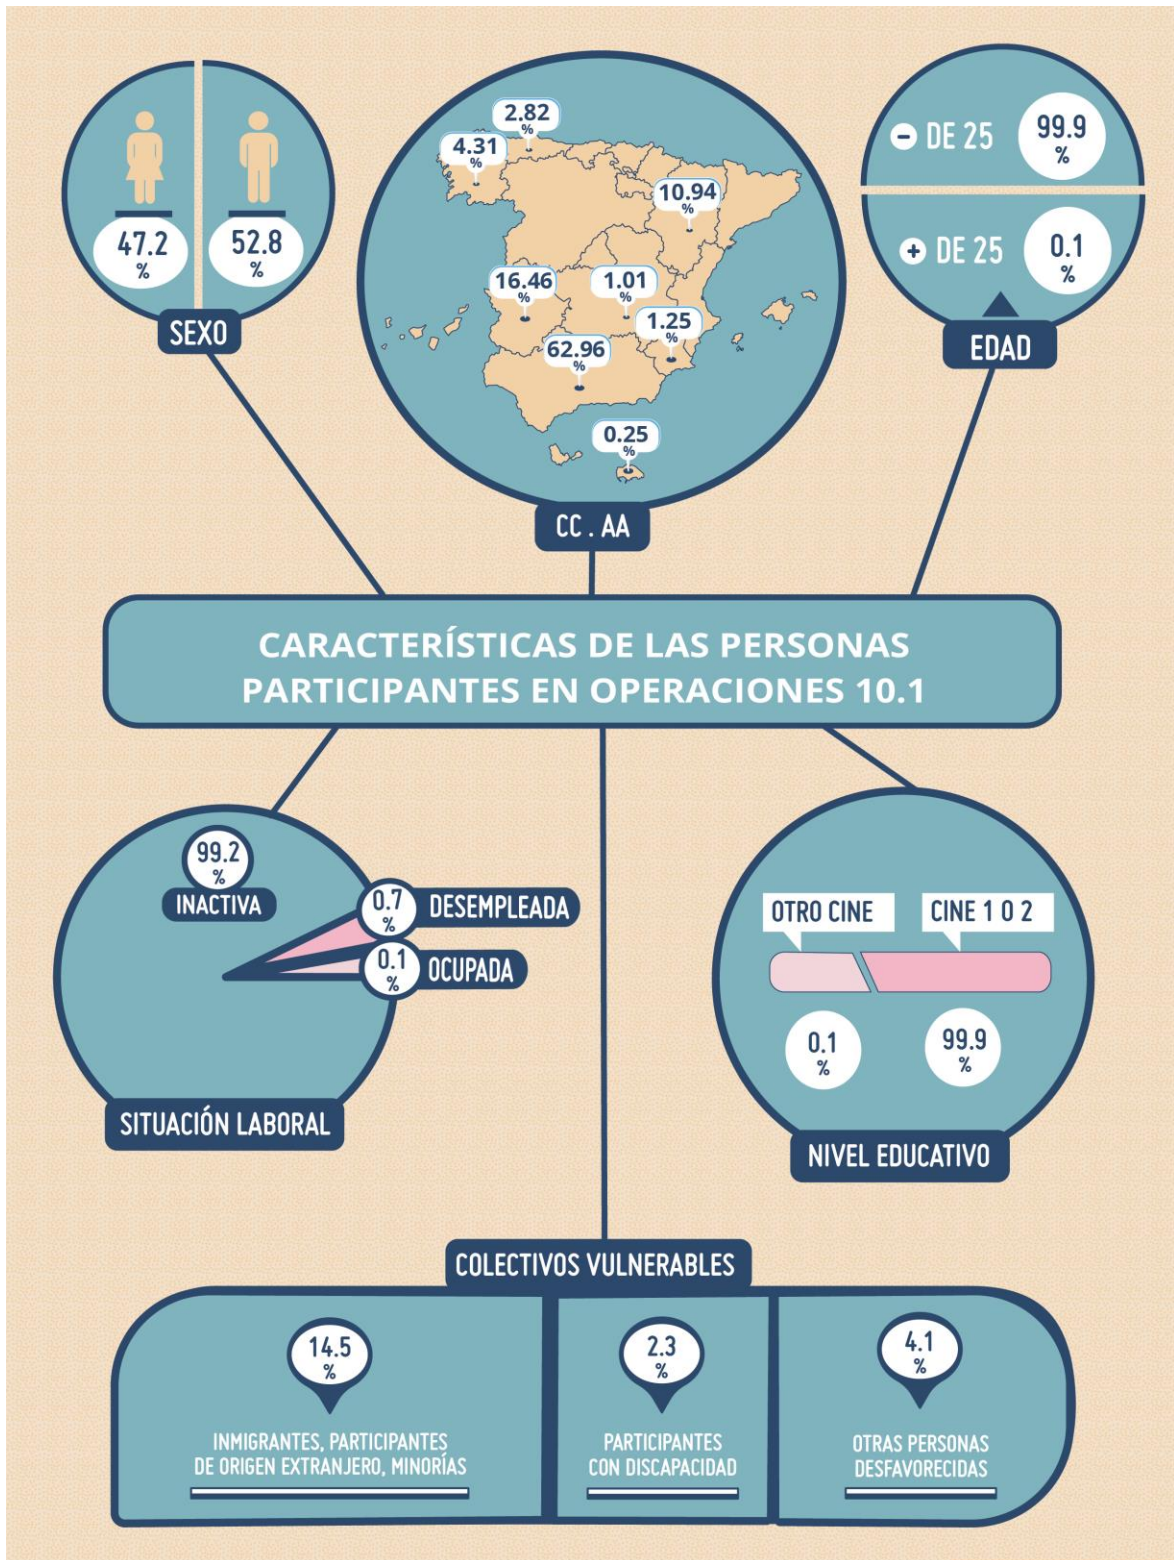 47.2
%
52.8
%
SEXO
2.82
%
4.31
%
10.94
%
16.46
%
1.01
%
1.25
%
62.96
%
0.25
%
CC . AA
- DE 25
99.9
%
+ DE 25
0.1
%
EDAD
CARACTERÍSTICAS DE LAS PERSONAS
PARTICIPANTES EN OPERACIONES 10.1
99.2
%
INACTIVA
0.7
%
DESEMPLEADA
0.1
%
OCUPADA
SITUACIÓN LABORAL
OTRO CINE
CINE 1 0 2
0.1
%
99.9
%
NIVEL EDUCATIVO
COLECTIVOS VULNERABLES
14.5
%
INMIGRANTES, PARTICIPANTES
DE ORIGEN EXTRANJERO, MINORÍAS
2.3
%
PARTICIPANTES
CON DISCAPACIDAD
4.1
%
OTRAS PERSONAS
DESFAVORECIDAS